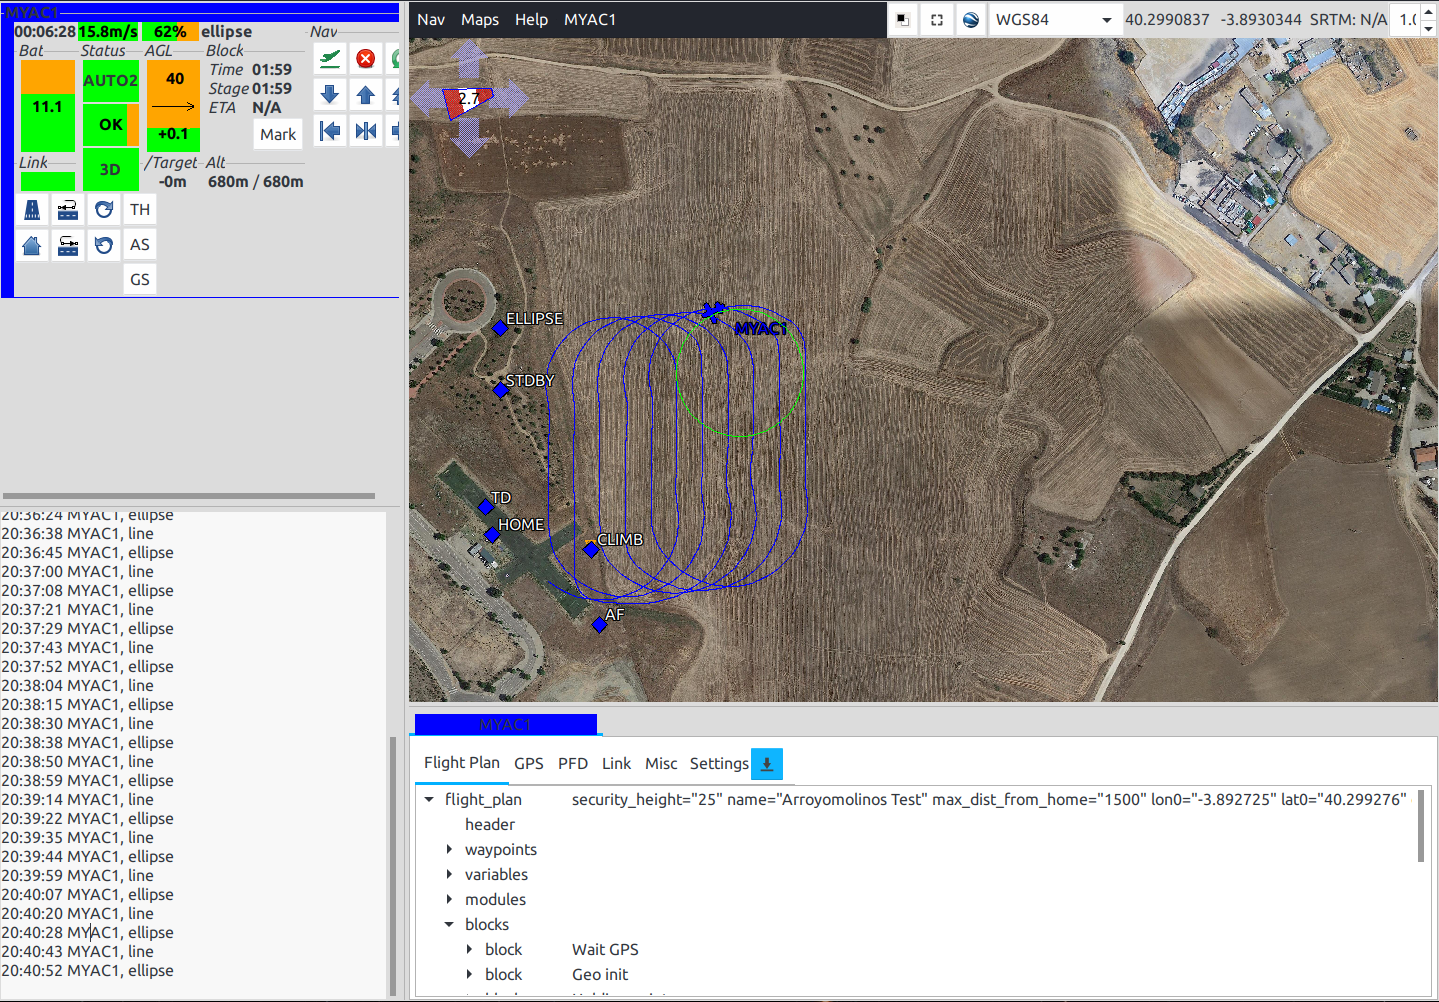 MYAC1
00:06:28 15.8m/s 62% ellipse Nav
Bat Status AGL Block
Time 01:59
Stage 01:59
ETA N/A
11.1 AUTO2 40
OK +0.1 Mark
Link 3D /Target Alt
-0m 680m / 680m
TH
AS
GS
20:36:24 MYAC1, ellipse
20:36:38 MYAC1, line
20:36:45 MYAC1, ellipse
20:37:00 MYAC1, line
20:37:08 MYAC1, ellipse
20:37:21 MYAC1, line
20:37:29 MYAC1, ellipse
20:37:43 MYAC1, line
20:37:52 MYAC1, ellipse
20:38:04 MYAC1, line
20:38:15 MYAC1, ellipse
20:38:30 MYAC1, line
20:38:38 MYAC1, ellipse
20:38:50 MYAC1, line
20:38:59 MYAC1, ellipse
20:39:14 MYAC1, line
20:39:22 MYAC1, ellipse
20:39:35 MYAC1, line
20:39:44 MYAC1, ellipse
20:39:59 MYAC1, line
20:40:07 MYAC1, ellipse
20:40:20 MYAC1, line
20:40:28 MYAC1, ellipse
20:40:43 MYAC1, line
20:40:52 MYAC1, ellipse
Nav Maps Help MYAC1 WGS84 40.2990837 -3.8930344 SRTM: N/A 1.0
2.7
ELLIPSE
MYAC1
STDBY
TD
HOME
CLIMB
AF
MYAC1
Flight Plan GPS PFD Link Misc Settings
flight_plan security_height="25" name="Arroyomolinos Test" max_dist_from_home="1500" lon0="-3.892725" lat0="40.299276"
header
waypoints
variables
modules
blocks
block Wait GPS
block Geo init